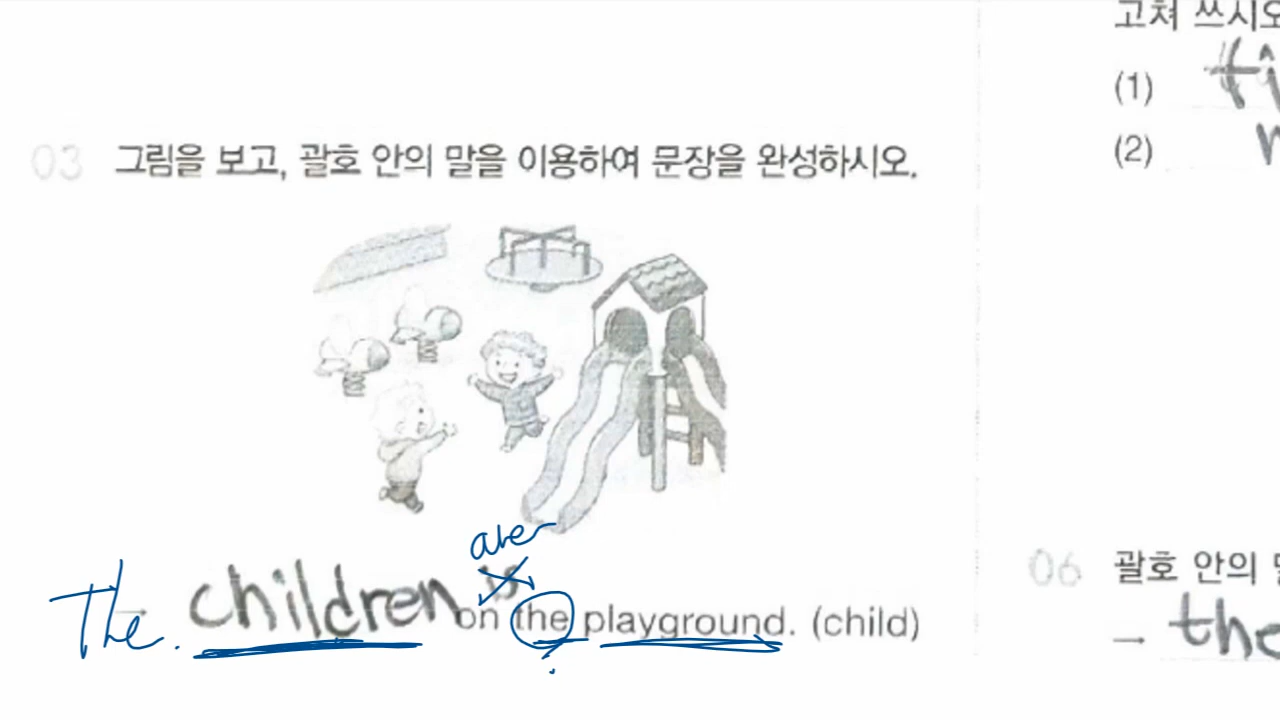 고쳐 쓰시오
(1)
(2)
03 그림을 보고, 괄호 안의 말을 이용하여 문장을 완성하시오.
are
The. children is on the playground. (child)
06 괄호 안의
→ the